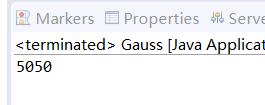 Markers Properties Serve
<terminated> Gauss [Java Applicat
5050